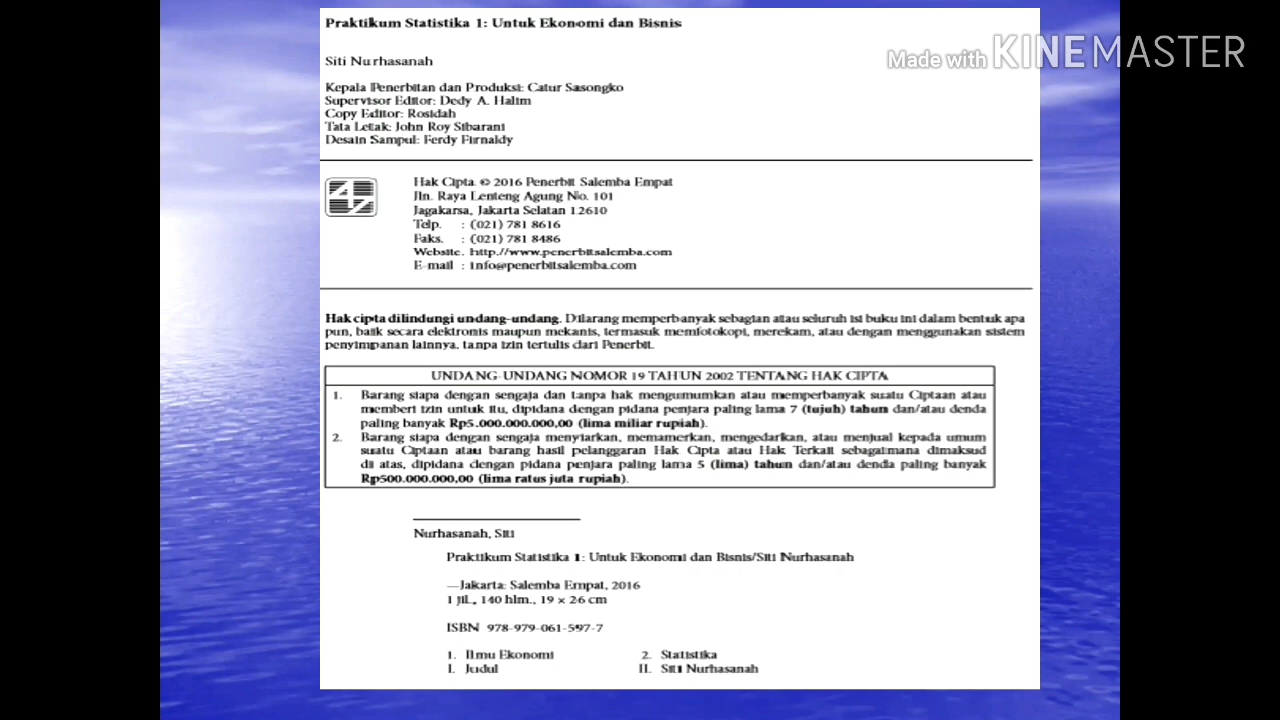 Praktikum Statistika 1: Untuk Ekonomi dan Bisnis
Made with KINEMASTER
Siti Nurhasanah
Kepala Penerbitan dan Produksi: Catur Sasongko
Supervisor Editor: Dedy A. Halim
Copy Editor: Rosidah
Tata Letak: John Roy Sibarani
Desain Sampul: Ferdy Firnaldy
Hak Cipta © 2016 Penerbit Salemba Empat
Jln. Raya Lenteng Agung No. 101
Jagakarsa, Jakarta Selatan 12610
Telp. : (021) 781 8616
Faks. : (021) 781 8486
Website. http://www.penerbitsalemba.com
E-mail : info@penerbitsalemba.com
Hak cipta dilindungi undang-undang. Dilarang memperbanyak sebagian atau seluruh isi buku ini dalam bentuk apa
pun, baik secara elektronis maupun mekanis, termasuk memfotokopi, merekam, atau dengan menggunakan sistem
penyimpanan lainnya, tanpa izin tertulis dari Penerbit.
UNDANG-UNDANG NOMOR 19 TAHUN 2002 TENTANG HAK CIPTA
1. Barang siapa dengan sengaja dan tanpa hak mengumumkan atau memperbanyak suatu Ciptaan atau
memberi izin untuk itu, dipidana dengan pidana penjara paling lama 7 (tujuh) tahun dan/atau denda
paling banyak Rp5.000.000.000,00 (lima miliar rupiah).
2. Barang siapa dengan sengaja menyiarkan, memamerkan, mengedarkan, atau menjual kepada umum
suatu Ciptaan atau barang hasil pelanggaran Hak Cipta atau Hak Terkait sebagaimana dimaksud
di atas, dipidana dengan pidana penjara paling lama 5 (lima) tahun dan/atau denda paling banyak
Rp500.000.000,00 (lima ratus juta rupiah).
Nurhasanah, Siti
Praktikum Statistika 1: Untuk Ekonomi dan Bisnis/Siti Nurhasanah
—Jakarta: Salemba Empat, 2016
1 jil., 140 hlm., 19 × 26 cm
ISBN 978-979-061-597-7
1. Ilmu Ekonomi 2. Statistika
I. Judul II. Siti Nurhasanah